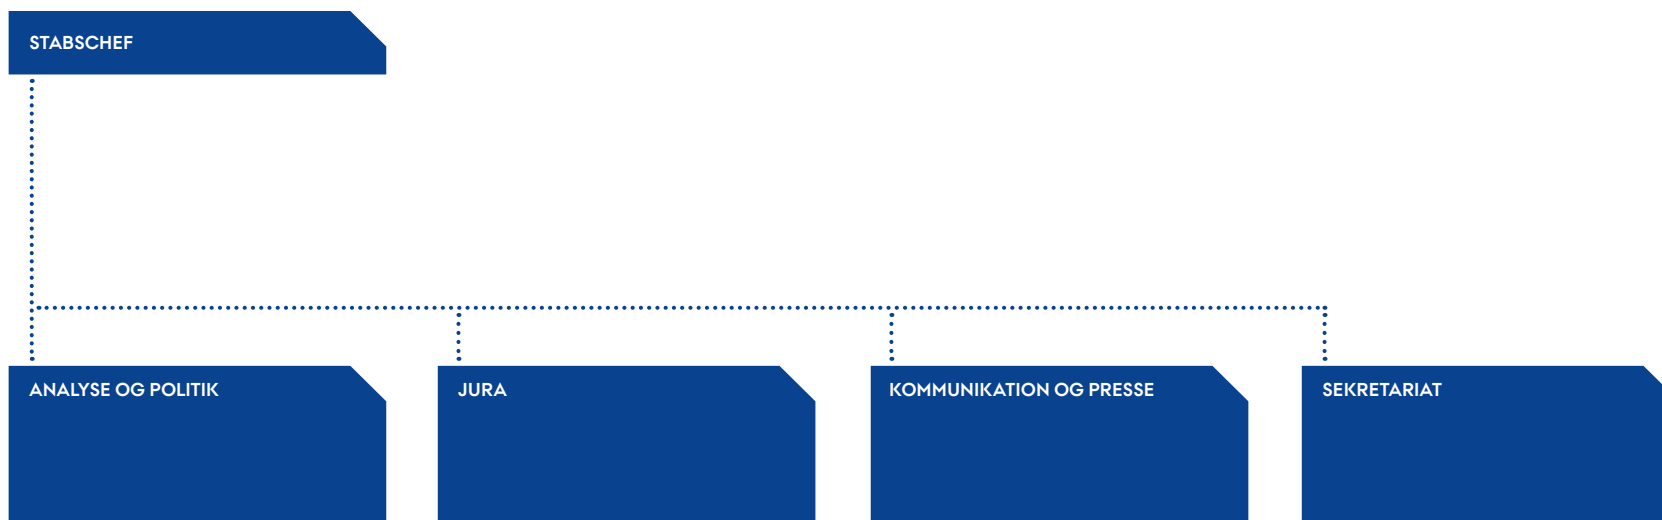 STABSCHEF
ANALYSE OG POLITIK
JURA
KOMMUNIKATION OG PRESSE
SEKRETARIAT